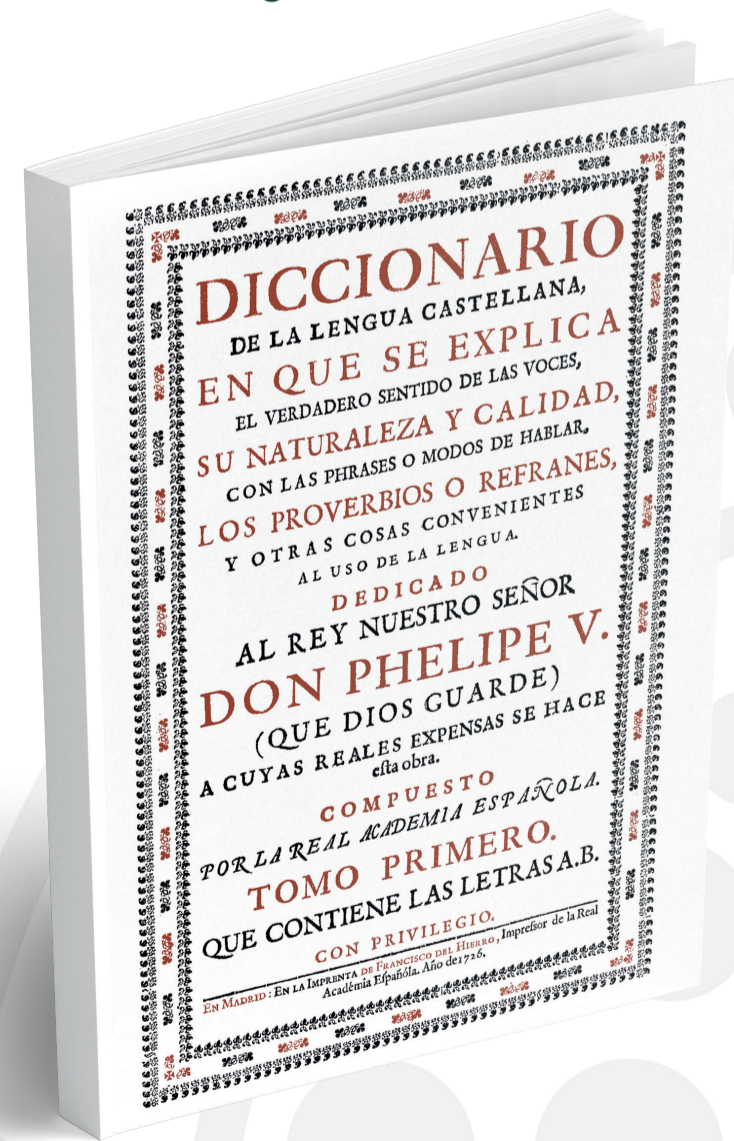 DICCIONARIO
DE LA LENGUA CASTELLANA,
EN QUE SE EXPLICA
EL VERDADERO SENTIDO DE LAS VOCES,
SU NATURALEZA Y CALIDAD,
CON LAS PHRASES O MODOS DE HABLAR,
LOS PROVERBIOS O REFRANES,
Y OTRAS COSAS CONVENIENTES
AL USO DE LA LENGUA.
DEDICADO
AL REY NUESTRO SEÑOR
DON PHELIPE V.
(QUE DIOS GUARDE)
A CUYAS REALES EXPENSAS SE HACE
eſta obra.
COMPUESTO
POR LA REAL ACADEMIA ESPAÑOLA.
TOMO PRIMERO.
QUE CONTIENE LAS LETRAS A.B.
CON PRIVILEGIO.
EN MADRID: EN LA IMPRENTA DE FRANCISCO DEL HIERRO, Impreſsor de la Real
Académia Eſpañóla. Año de 1726.